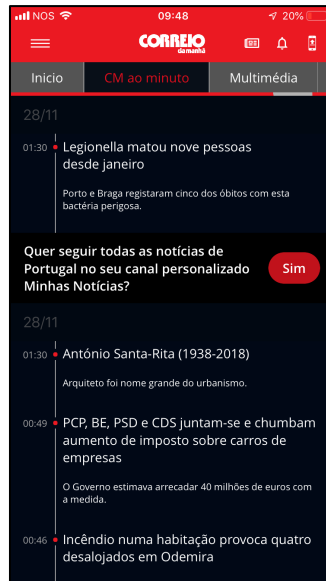 NOS 09:48 20%
CORREIO
da manhã
Inicio CM ao minuto Multimédia
28/11
01:30 Legionella matou nove pessoas
desde janeiro
Porto e Braga registaram cinco dos óbitos com esta
bactéria perigosa.
Quer seguir todas as notícias de
Portugal no seu canal personalizado
Minhas Notícias?
Sim
28/11
01:30 António Santa-Rita (1938-2018)
Arquiteto foi nome grande do urbanismo.
00:49 PCP, BE, PSD e CDS juntam-se e chumbam
aumento de imposto sobre carros de
empresas
O Governo estimava arrecadar 40 milhões de euros com
a medida.
00:46 Incêndio numa habitação provoca quatro
desalojados em Odemira